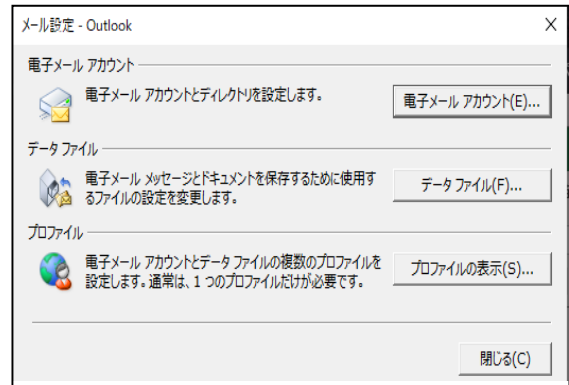 メール設定 - Outlook
電子メール アカウント
電子メール アカウントとディレクトリを設定します。
電子メール アカウント(E)...
データ ファイル
電子メール メッセージとドキュメントを保存するために使用す
るファイルの設定を変更します。
データ ファイル(F)...
プロファイル
電子メール アカウントとデータ ファイルの複数のプロファイルを
設定します。通常は、1 つのプロファイルだけが必要です。
プロファイルの表示(S)...
閉じる(C)